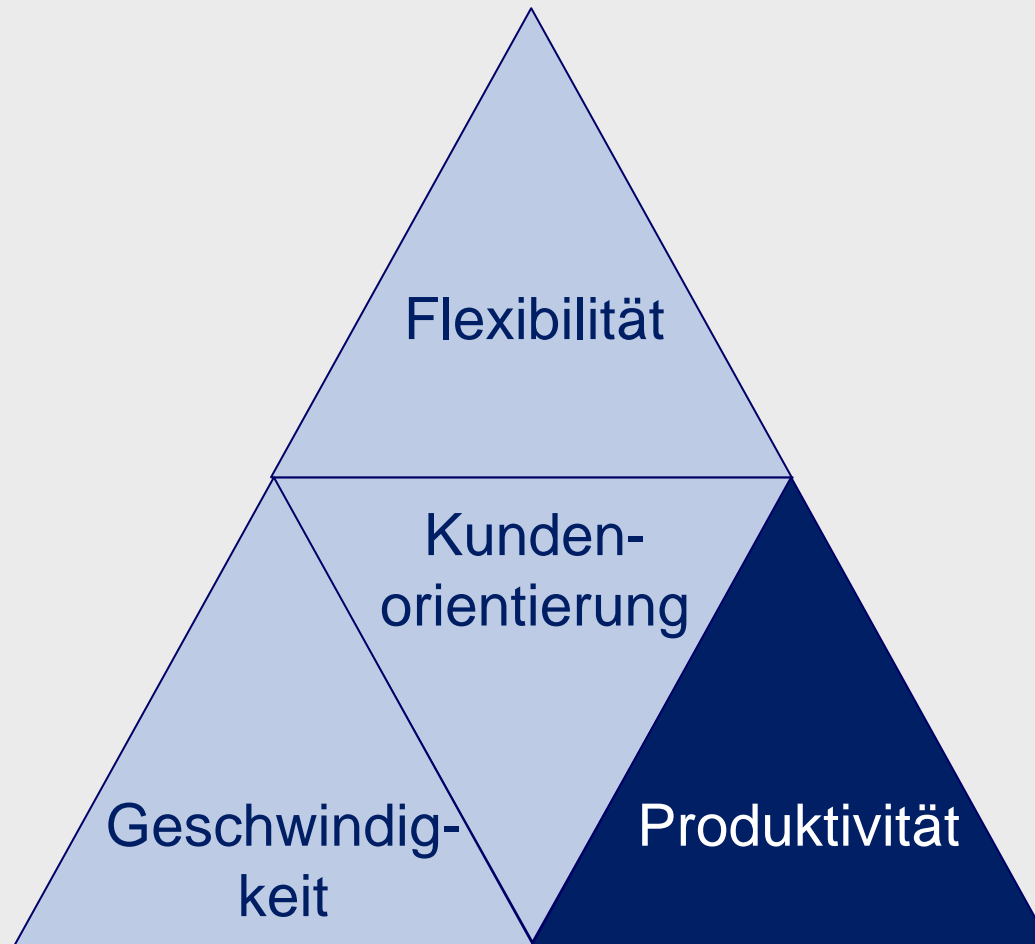 Flexibilität
Kunden-
orientierung
Geschwindig-
keit
Produktivität